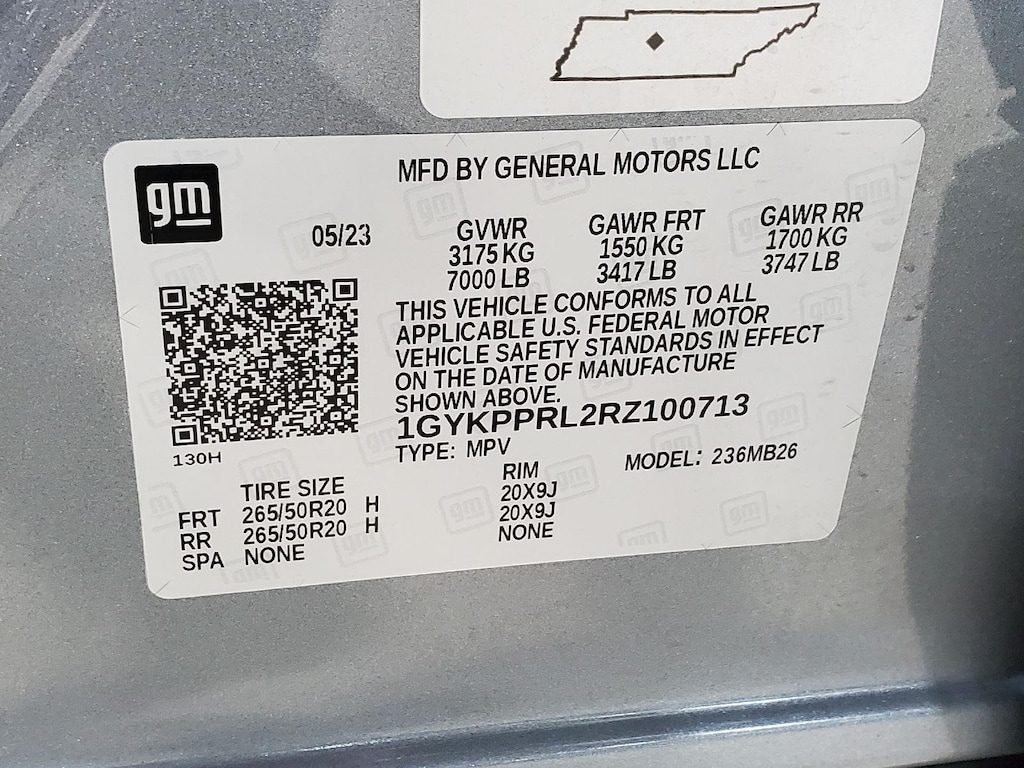 gm
MFD BY GENERAL MOTORS LLC
05/23
GVWR
3175 KG
7000 LB
GAWR FRT
1550 KG
3417 LB
GAWR RR
1700 KG
3747 LB
THIS VEHICLE CONFORMS TO ALL
APPLICABLE U.S. FEDERAL MOTOR
VEHICLE SAFETY STANDARDS IN EFFECT
ON THE DATE OF MANUFACTURE
SHOWN ABOVE.
1GYKPPRL2RZ100713
TYPE: MPV
MODEL: 236MB26
130H
TIRE SIZE RIM
FRT 265/50R20 H 20X9J
RR 265/50R20 H 20X9J
SPA NONE NONE